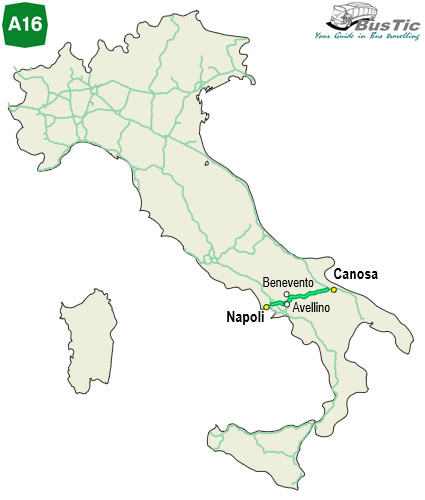 A16
BusTic
Your Guide in Bus travelling
Canosa
Benevento
Avellino
Napoli